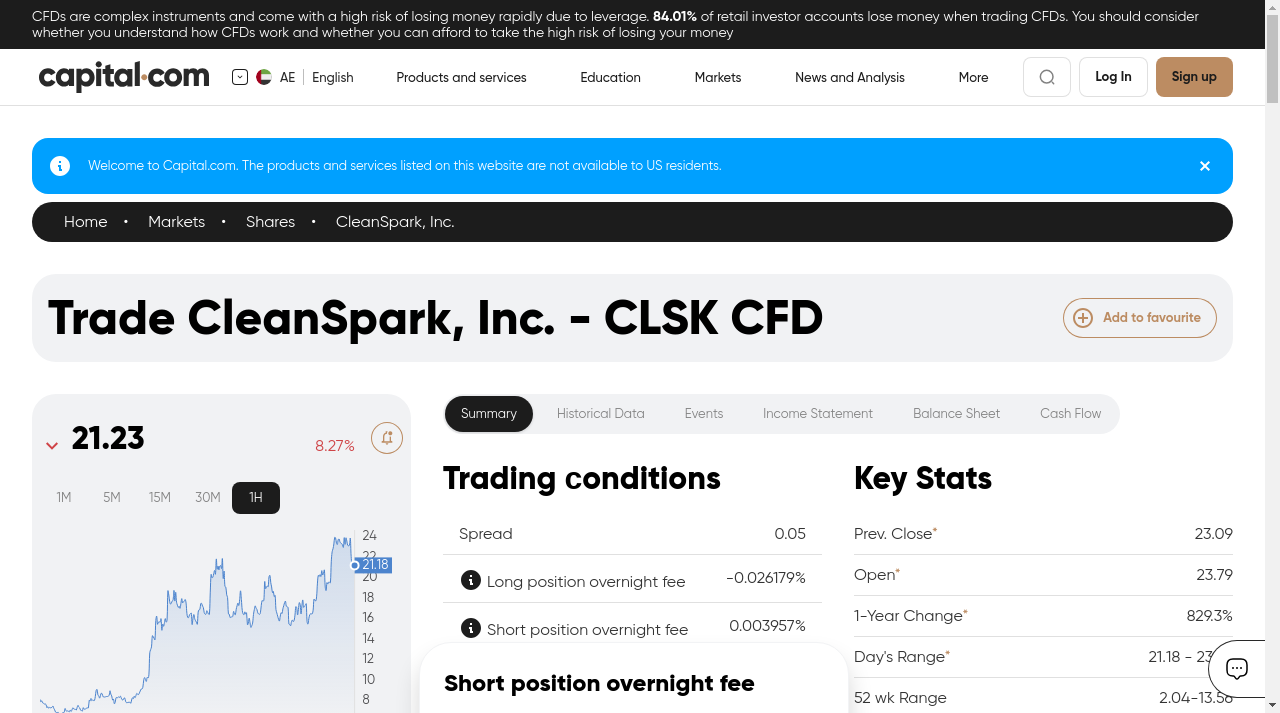 CFDs are complex instruments and come with a high risk of losing money rapidly due to leverage. 84.01% of retail investor accounts lose money when trading CFDs. You should consider
whether you understand how CFDs work and whether you can afford to take the high risk of losing your money
capital.com
AE
English
Products and services
Education
Markets
News and Analysis
More
Log In
Sign up
Welcome to Capital.com. The products and services listed on this website are not available to US residents.
Home • Markets • Shares • CleanSpark, Inc.
Trade CleanSpark, Inc. - CLSK CFD
Add to favourite
21.23
8.27%
1M 5M 15M 30M 1H
24
22
21.18
20
18
16
14
12
10
8
Summary Historical Data Events Income Statement Balance Sheet Cash Flow
Trading conditions
Spread 0.05
Long position overnight fee -0.026179%
Short position overnight fee 0.003957%
Short position overnight fee
Key Stats
Prev. Close* 23.09
Open* 23.79
1-Year Change* 829.3%
Day's Range* 21.18 - 23
52 wk Range 2.04-13.56